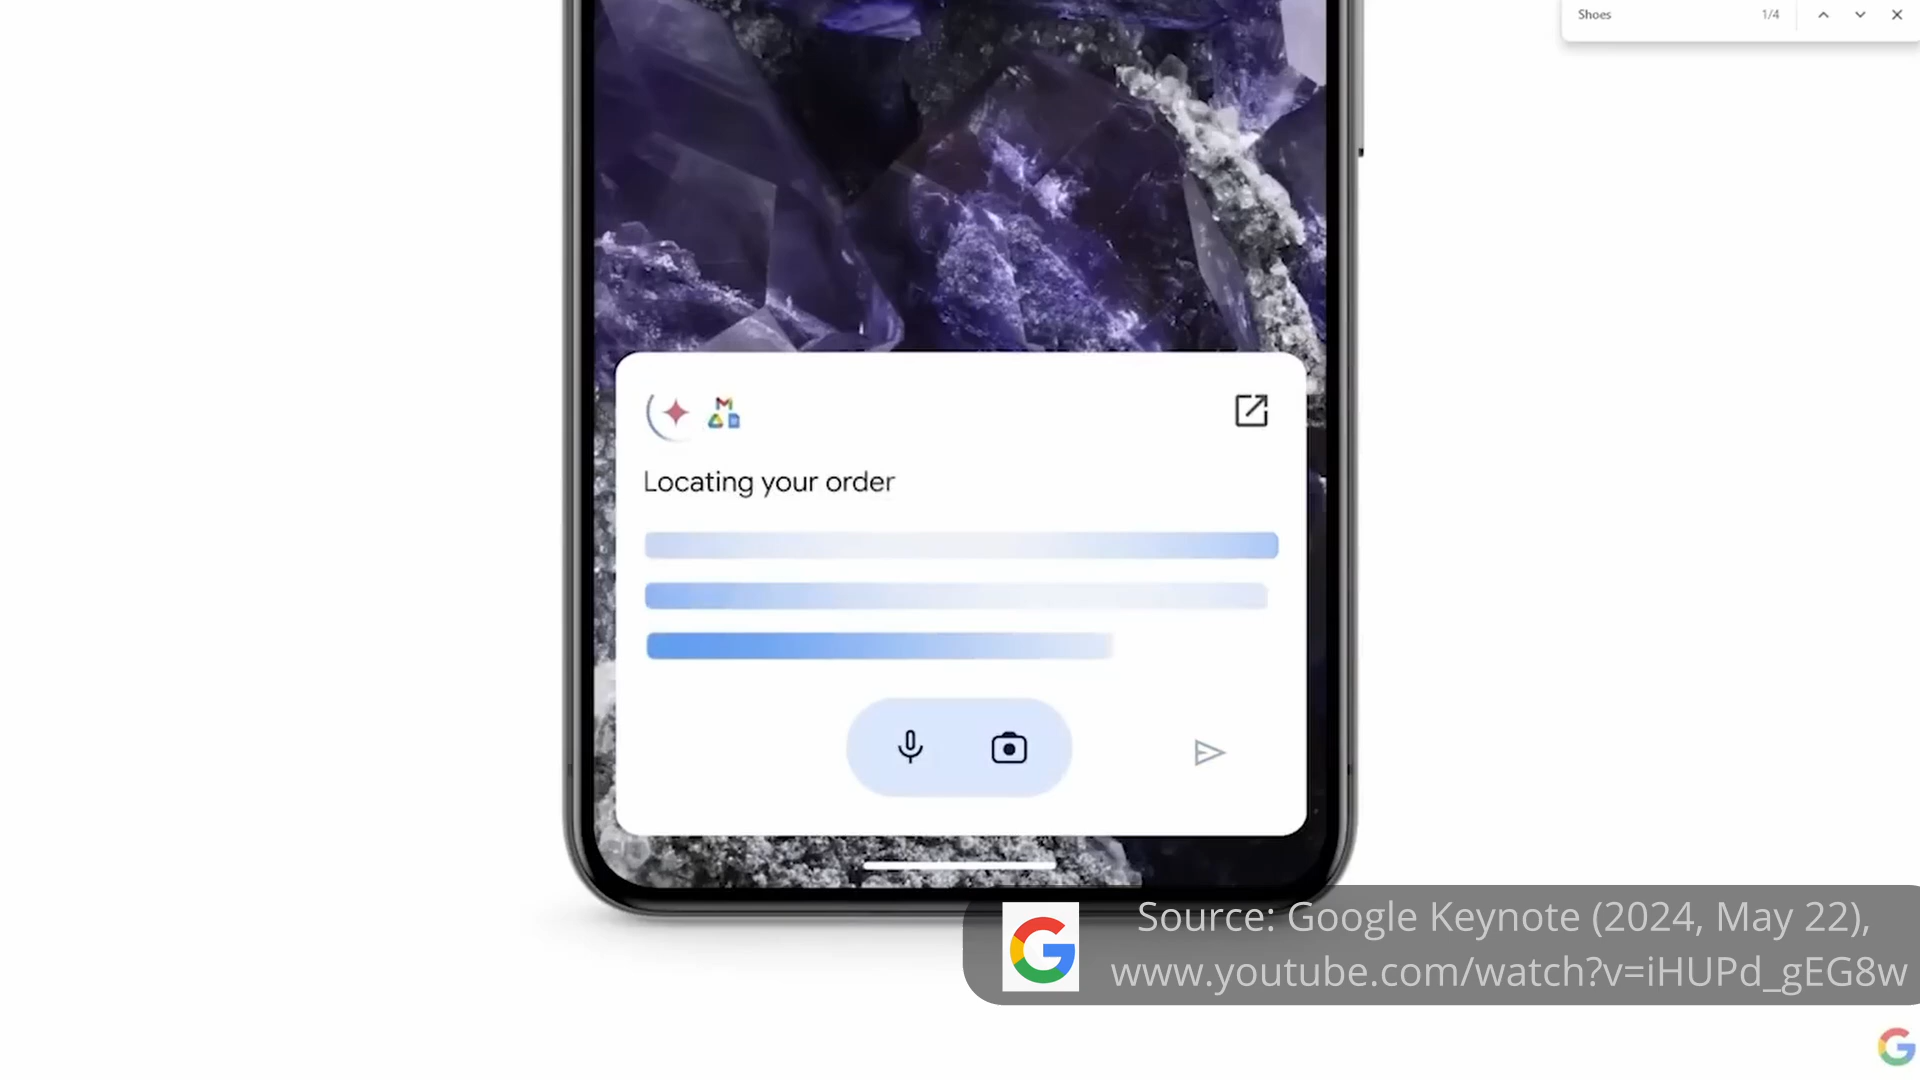 Shoes 1/4
Locating your order
Source: Google Keynote (2024, May 22),
www.youtube.com/watch?v=iHUPd_gEG8w